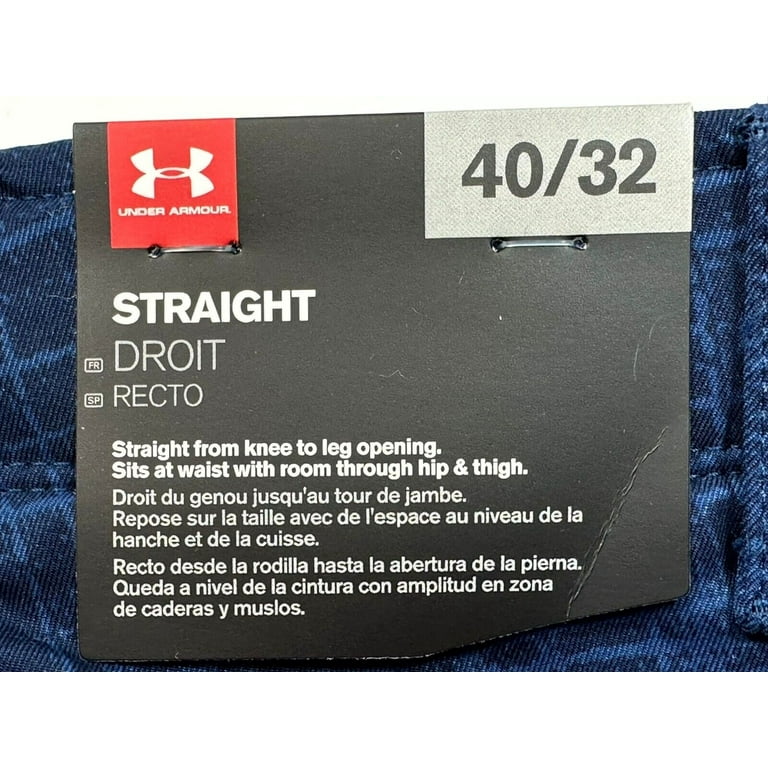 UNDER ARMOUR.
40/32
STRAIGHT
FR DROIT
SP RECTO
Straight from knee to leg opening.
Sits at waist with room through hip & thigh.
Droit du genou jusqu'au tour de jambe.
Repose sur la taille avec de l'espace au niveau de la
hanche et de la cuisse.
Recto desde la rodilla hasta la abertura de la pierna.
Queda a nivel de la cintura con amplitud en zona
de caderas y muslos.